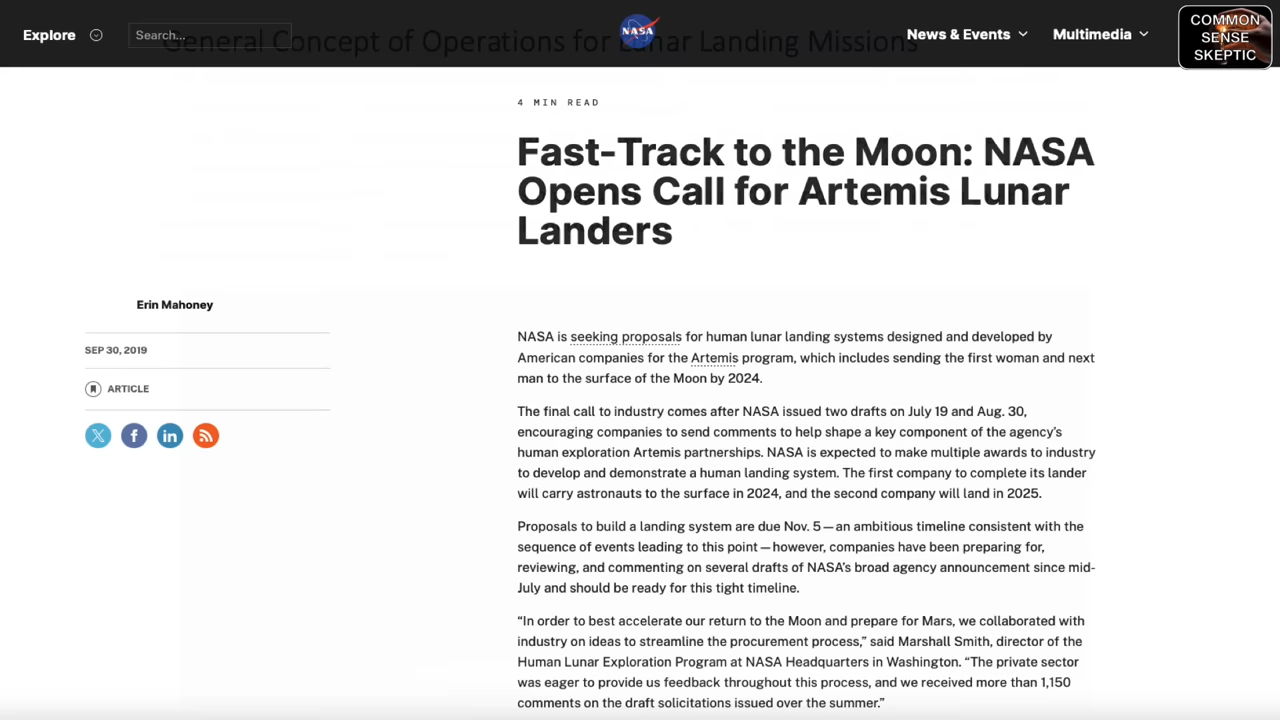 Explore
Search...
General Concept of Operations for Lunar Landing Missions
NASA
News & Events
Multimedia
COMMON
SENSE
SKEPTIC
4 MIN READ
Fast-Track to the Moon: NASA
Opens Call for Artemis Lunar
Landers
Erin Mahoney
SEP 30, 2019
ARTICLE
NASA is seeking proposals for human lunar landing systems designed and developed by
American companies for the Artemis program, which includes sending the first woman and next
man to the surface of the Moon by 2024.
The final call to industry comes after NASA issued two drafts on July 19 and Aug. 30,
encouraging companies to send comments to help shape a key component of the agency’s
human exploration Artemis partnerships. NASA is expected to make multiple awards to industry
to develop and demonstrate a human landing system. The first company to complete its lander
will carry astronauts to the surface in 2024, and the second company will land in 2025.
Proposals to build a landing system are due Nov. 5—an ambitious timeline consistent with the
sequence of events leading to this point—however, companies have been preparing for,
reviewing, and commenting on several drafts of NASA’s broad agency announcement since mid-
July and should be ready for this tight timeline.
“In order to best accelerate our return to the Moon and prepare for Mars, we collaborated with
industry on ideas to streamline the procurement process,” said Marshall Smith, director of the
Human Lunar Exploration Program at NASA Headquarters in Washington. “The private sector
was eager to provide us feedback throughout this process, and we received more than 1,150
comments on the draft solicitations issued over the summer.”